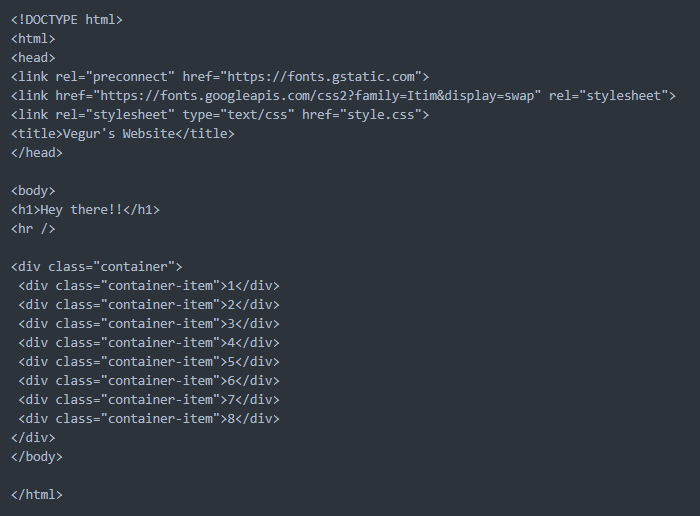 <!DOCTYPE html>
<html>
<head>
<link rel="preconnect" href="https://fonts.gstatic.com">
<link href="https://fonts.googleapis.com/css2?family=Itim&display=swap" rel="stylesheet">
<link rel="stylesheet" type="text/css" href="style.css">
<title>Vegur's Website</title>
</head>

<body>
<h1>Hey there!!</h1>
<hr />

<div class="container">
 <div class="container-item">1</div>
 <div class="container-item">2</div>
 <div class="container-item">3</div>
 <div class="container-item">4</div>
 <div class="container-item">5</div>
 <div class="container-item">6</div>
 <div class="container-item">7</div>
 <div class="container-item">8</div>
</div>
</body>

</html>